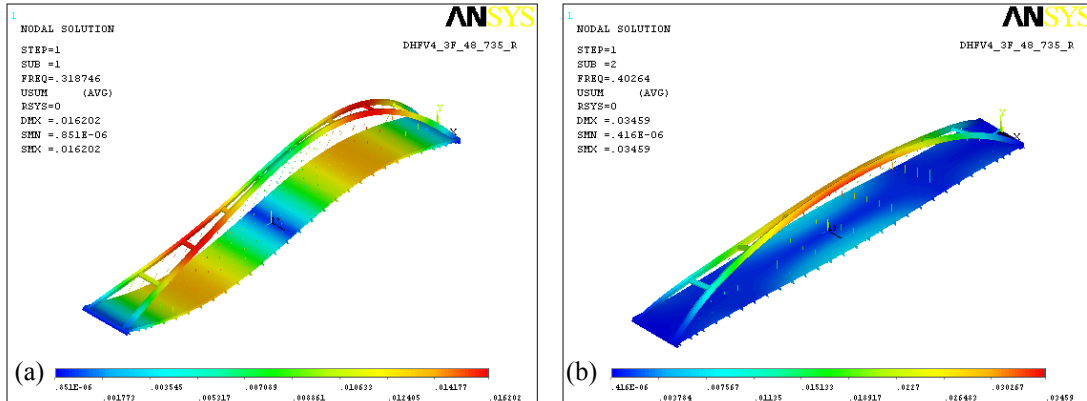 1
ANSYS
NODAL SOLUTION
DHFV4_3F_48_735_R
STEP=1
SUB =1
FREQ=.318746
USUM (AVG)
RSYS=0
DMX =.016202
SMN =.851E-06
SMX =.016202
Y
X
(a)
.851E-06 .003545 .007089 .010633 .014177
.001773 .005317 .008861 .012405 .016202
1
ANSYS
NODAL SOLUTION
DHFV4_3F_48_735_R
STEP=1
SUB =2
FREQ=.40264
USUM (AVG)
RSYS=0
DMX =.03459
SMN =.416E-06
SMX =.03459
Y
X
(b)
.416E-06 .007567 .015133 .0227 .030267
.003784 .01135 .018917 .026483 .03459